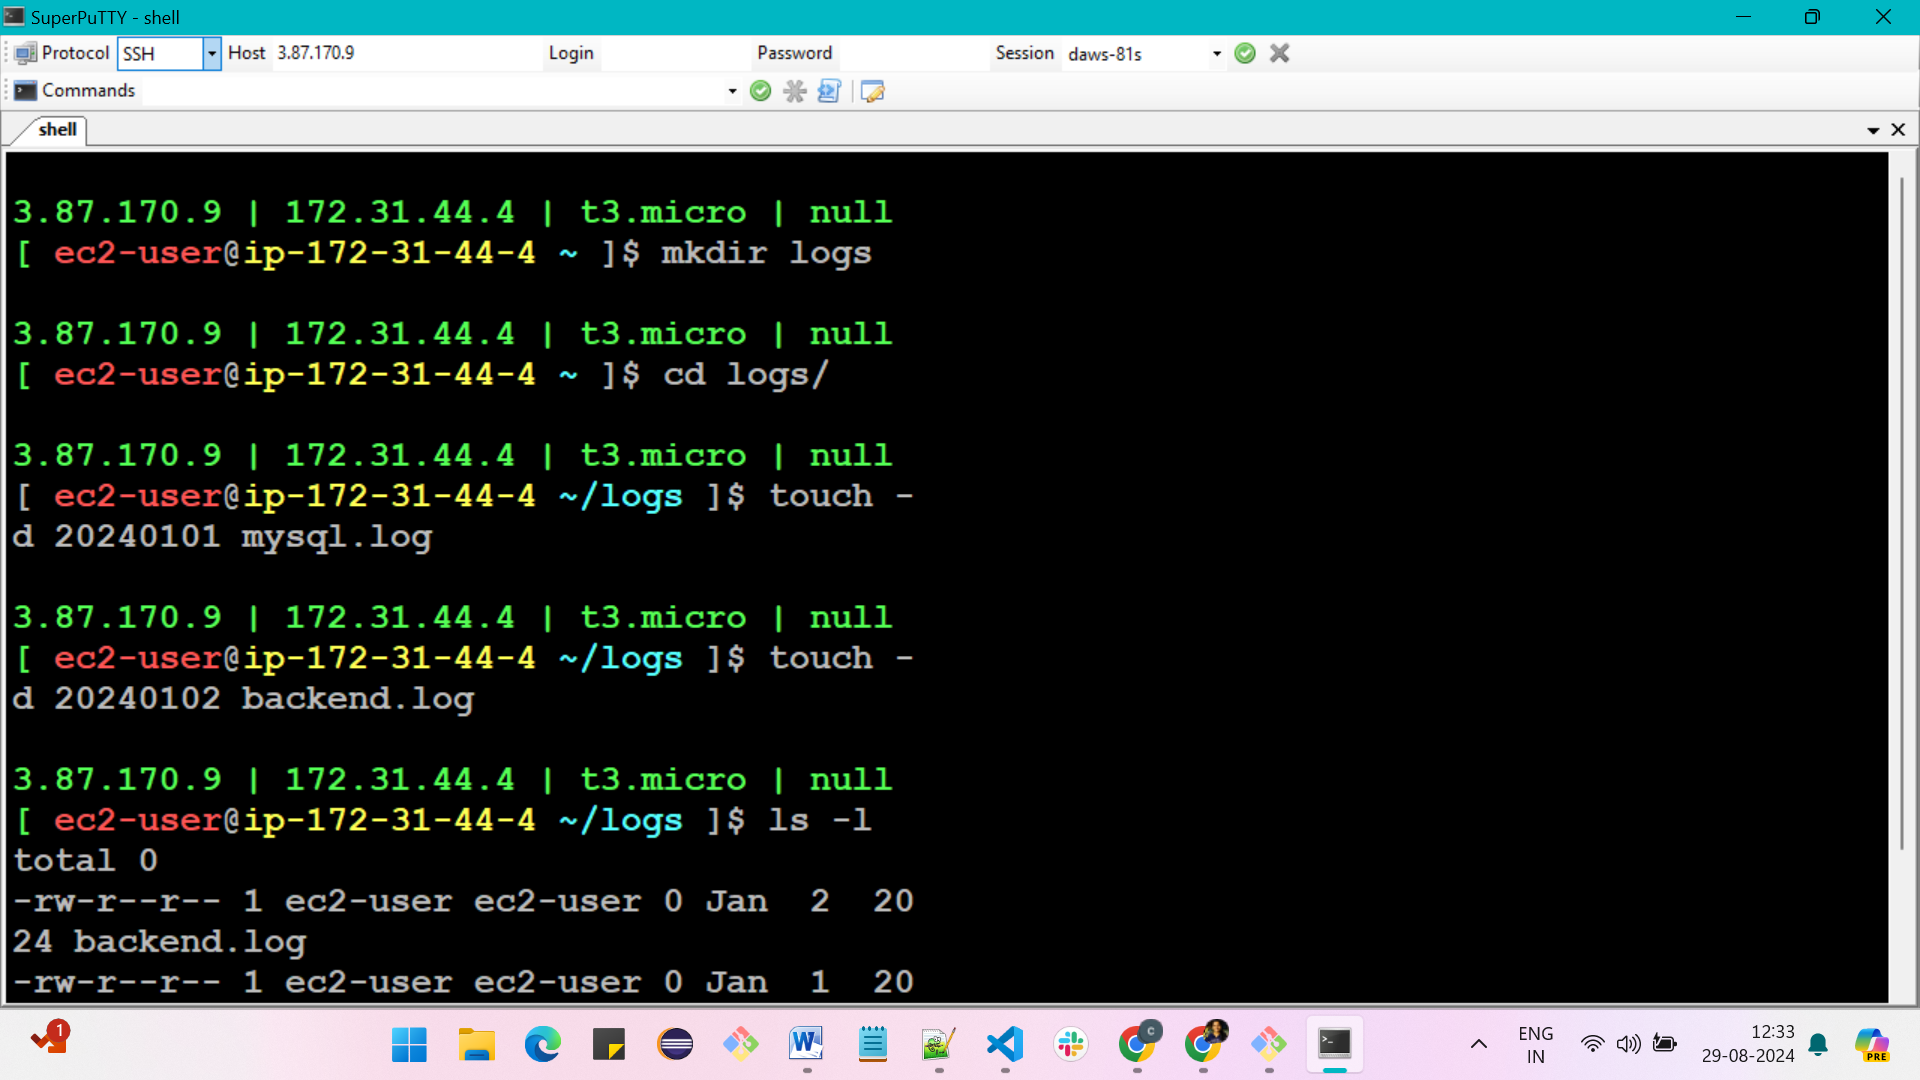 SuperPuTTY - shell
Protocol SSH Host 3.87.170.9 Login Password Session daws-81s
Commands
shell
3.87.170.9 | 172.31.44.4 | t3.micro | null
[ ec2-user@ip-172-31-44-4 ~ ]$ mkdir logs
3.87.170.9 | 172.31.44.4 | t3.micro | null
[ ec2-user@ip-172-31-44-4 ~ ]$ cd logs/
3.87.170.9 | 172.31.44.4 | t3.micro | null
[ ec2-user@ip-172-31-44-4 ~/logs ]$ touch -
d 20240101 mysql.log
3.87.170.9 | 172.31.44.4 | t3.micro | null
[ ec2-user@ip-172-31-44-4 ~/logs ]$ touch -
d 20240102 backend.log
3.87.170.9 | 172.31.44.4 | t3.micro | null
[ ec2-user@ip-172-31-44-4 ~/logs ]$ ls -l
total 0
-rw-r--r-- 1 ec2-user ec2-user 0 Jan  2  20
24 backend.log
-rw-r--r-- 1 ec2-user ec2-user 0 Jan  1  20
1
C
W
ENG
IN
12:33
29-08-2024
PRE